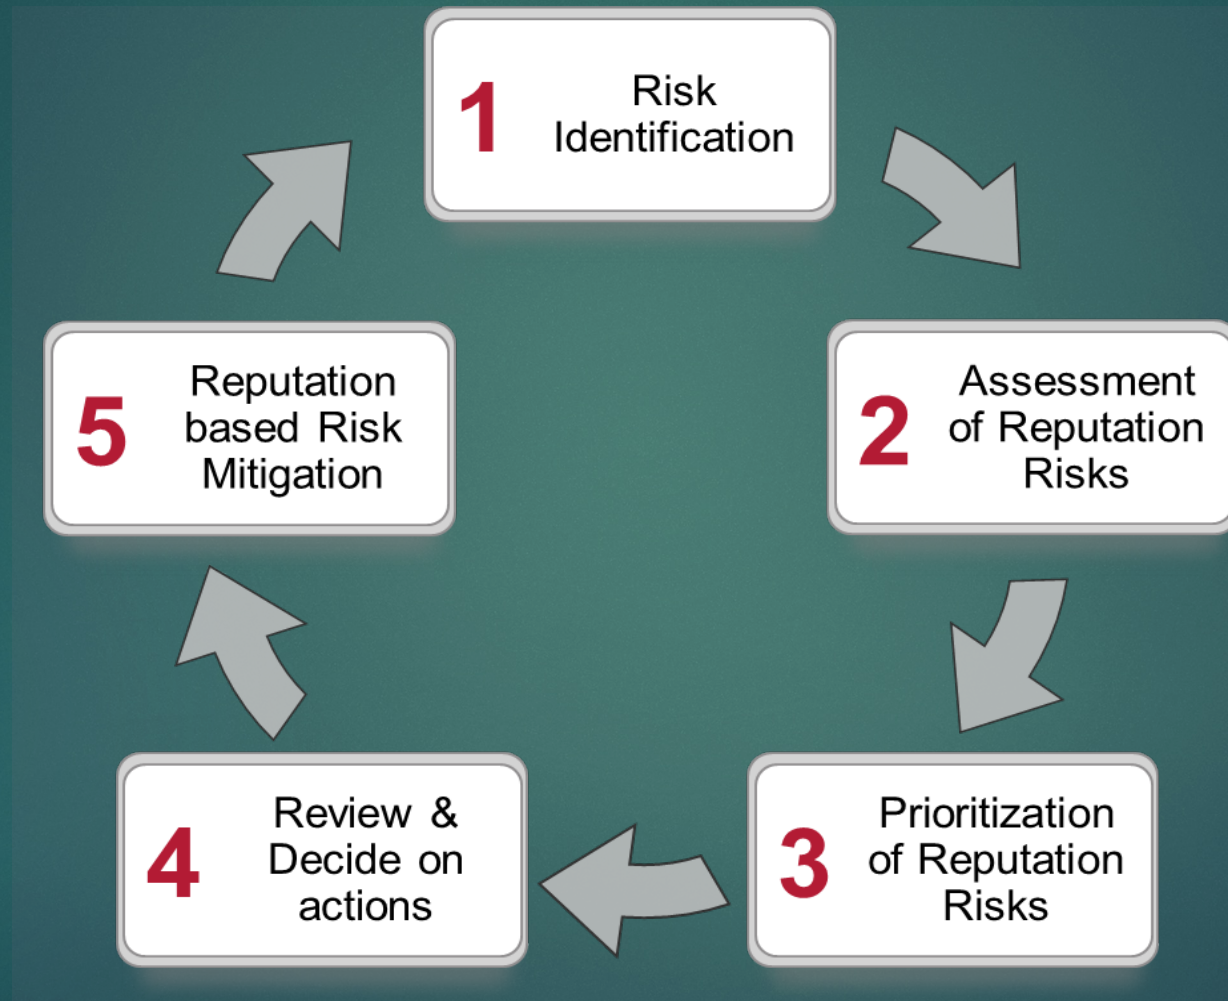 1
Risk
Identification
2
Assessment
of Reputation
Risks
3
Prioritization
of Reputation
Risks
4
Review &
Decide on
actions
5
Reputation
based Risk
Mitigation